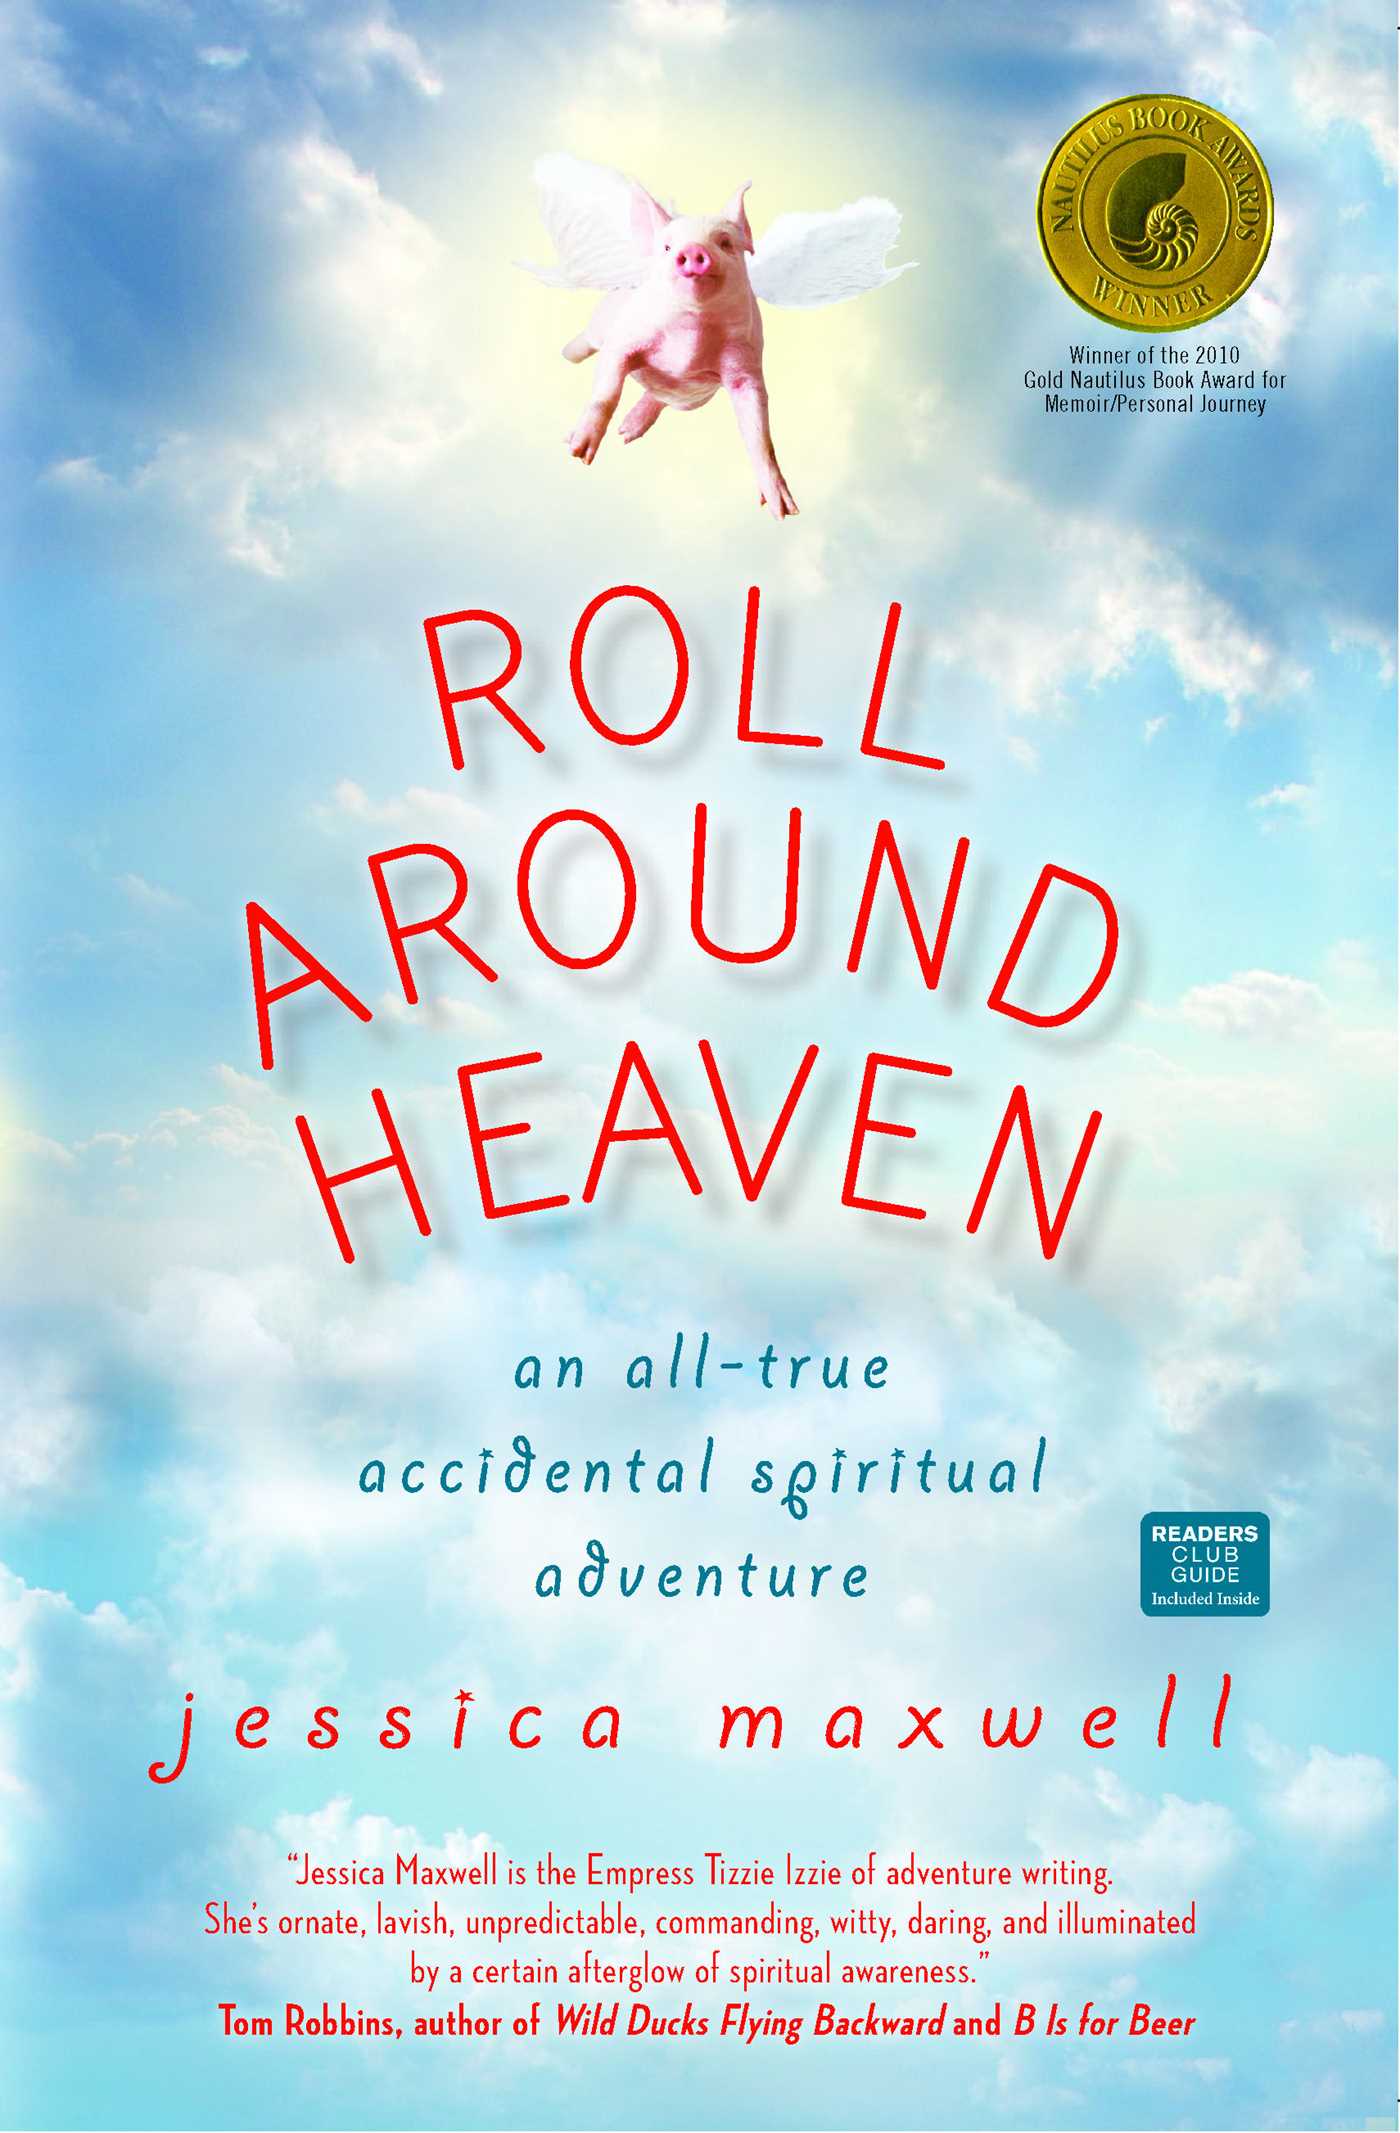 NAUTILUS BOOK AWARDS
WINNER
Winner of the 2010
Gold Nautilus Book Award for
Memoir/Personal Journey
ROLL
AROUND
HEAVEN
an all-true
accidental spiritual
adventure
READERS
CLUB
GUIDE
Included Inside
jessica maxwell
“Jessica Maxwell is the Empress Tizzie Izzie of adventure writing.
She’s ornate, lavish, unpredictable, commanding, witty, daring, and illuminated
by a certain afterglow of spiritual awareness.”
Tom Robbins, author of Wild Ducks Flying Backward and B Is for Beer